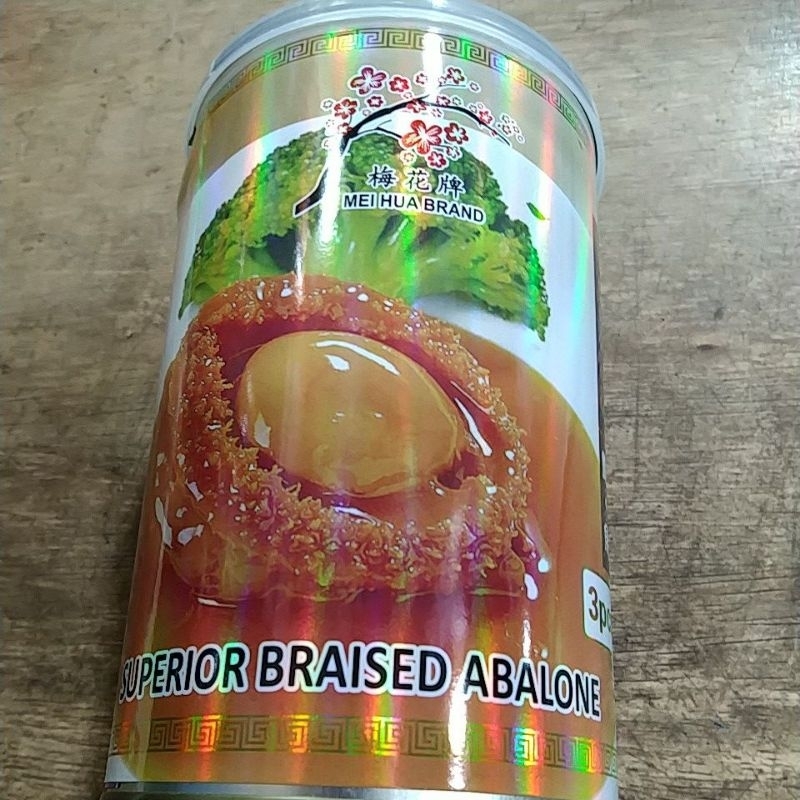 梅花牌
MEI HUA BRAND
SUPERIOR BRAISED ABALONE